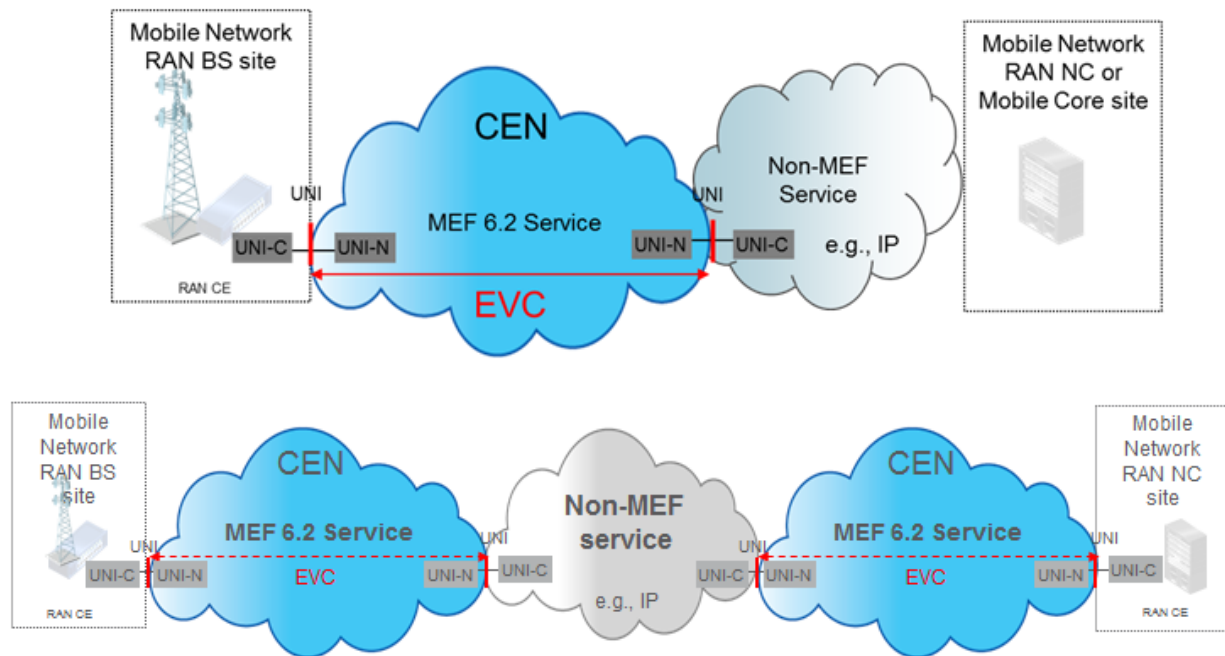 Mobile Network
RAN BS site
UNI
UNI-C
UNI-N
RAN CE
CEN
MEF 6.2 Service
EVC
UNI
UNI-N
UNI-C
Non-MEF
Service
e.g., IP
Mobile Network
RAN NC or
Mobile Core site
Mobile
Network
RAN BS
site
UNI
UNI-C
UNI-N
RAN CE
CEN
MEF 6.2 Service
EVC
UNI
UNI-N
UNI-C
Non-MEF
service
e.g., IP
UNI
UNI-C
UNI-N
CEN
MEF 6.2 Service
EVC
UNI
UNI-N
UNI-C
Mobile
Network
RAN NC
site
RAN CE